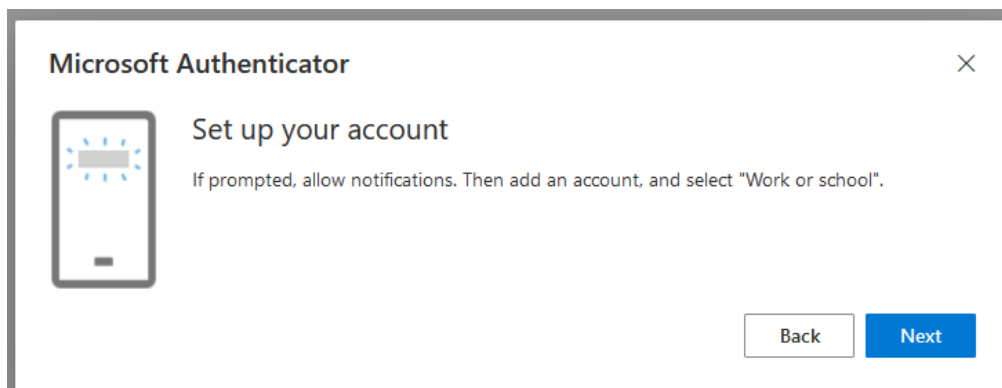 Microsoft Authenticator
Set up your account
If prompted, allow notifications. Then add an account, and select "Work or school".
Back
Next